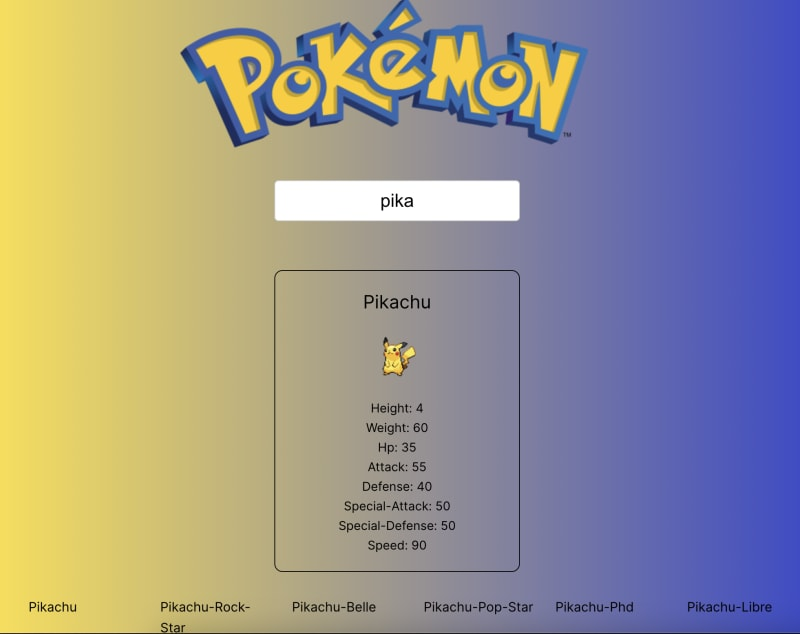 POKÉMON
TM
pika
Pikachu
Height: 4
Weight: 60
Hp: 35
Attack: 55
Defense: 40
Special-Attack: 50
Special-Defense: 50
Speed: 90
Pikachu
Pikachu-Rock-
Star
Pikachu-Belle
Pikachu-Pop-Star
Pikachu-Phd
Pikachu-Libre